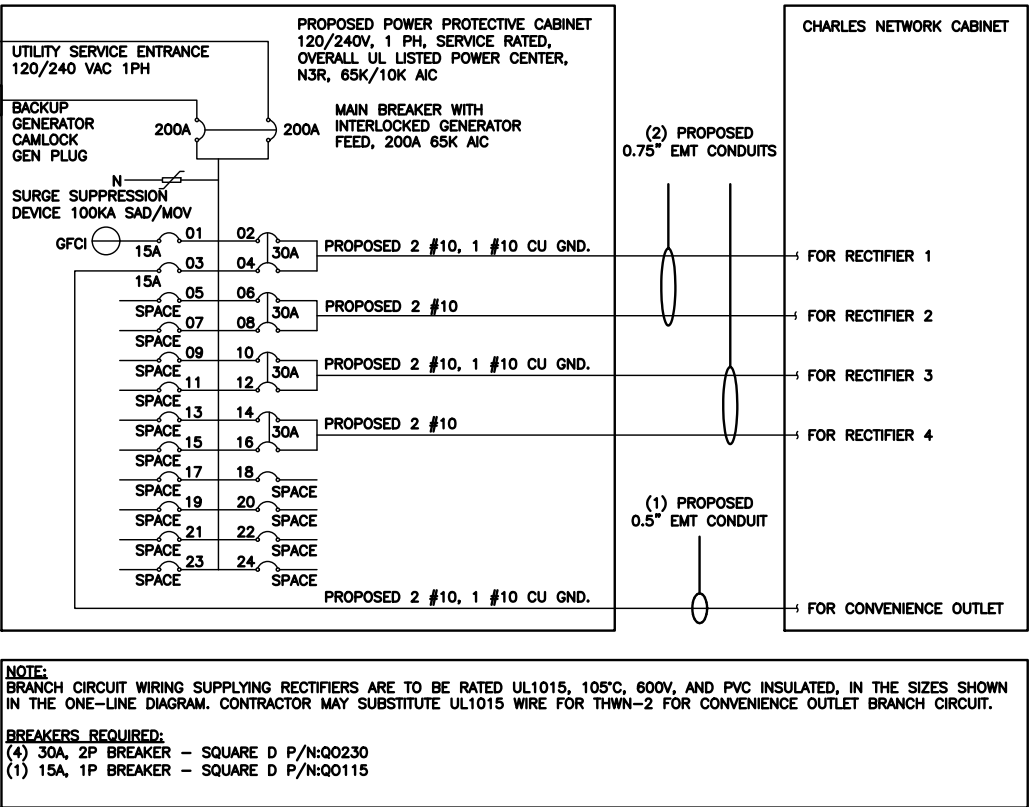 PROPOSED POWER PROTECTIVE CABINET
120/240V, 1 PH, SERVICE RATED,
OVERALL UL LISTED POWER CENTER,
N3R, 65K/10K AIC
CHARLES NETWORK CABINET
UTILITY SERVICE ENTRANCE
120/240 VAC 1PH
BACKUP
GENERATOR
CAMLOCK
GEN PLUG
200A
200A
MAIN BREAKER WITH
INTERLOCKED GENERATOR
FEED, 200A 65K AIC
(2) PROPOSED
0.75" EMT CONDUITS
N
SURGE SUPPRESSION
DEVICE 100KA SAD/MOV
GFCI
15A
01
02
30A
PROPOSED 2 #10, 1 #10 CU GND.
FOR RECTIFIER 1
03
04
15A
05
06
SPACE
30A
PROPOSED 2 #10
FOR RECTIFIER 2
07
08
SPACE
09
10
SPACE
30A
PROPOSED 2 #10, 1 #10 CU GND.
FOR RECTIFIER 3
11
12
SPACE
13
14
SPACE
30A
PROPOSED 2 #10
FOR RECTIFIER 4
15
16
SPACE
17
18
SPACE
SPACE
19
20
SPACE
SPACE
21
22
SPACE
SPACE
23
24
SPACE
SPACE
(1) PROPOSED
0.5" EMT CONDUIT
PROPOSED 2 #10, 1 #10 CU GND.
FOR CONVENIENCE OUTLET
NOTE:
BRANCH CIRCUIT WIRING SUPPLYING RECTIFIERS ARE TO BE RATED UL1015, 105°C, 600V, AND PVC INSULATED, IN THE SIZES SHOWN
IN THE ONE-LINE DIAGRAM. CONTRACTOR MAY SUBSTITUTE UL1015 WIRE FOR THWN-2 FOR CONVENIENCE OUTLET BRANCH CIRCUIT.
BREAKERS REQUIRED:
(4) 30A, 2P BREAKER - SQUARE D P/N:QO230
(1) 15A, 1P BREAKER - SQUARE D P/N:QO115